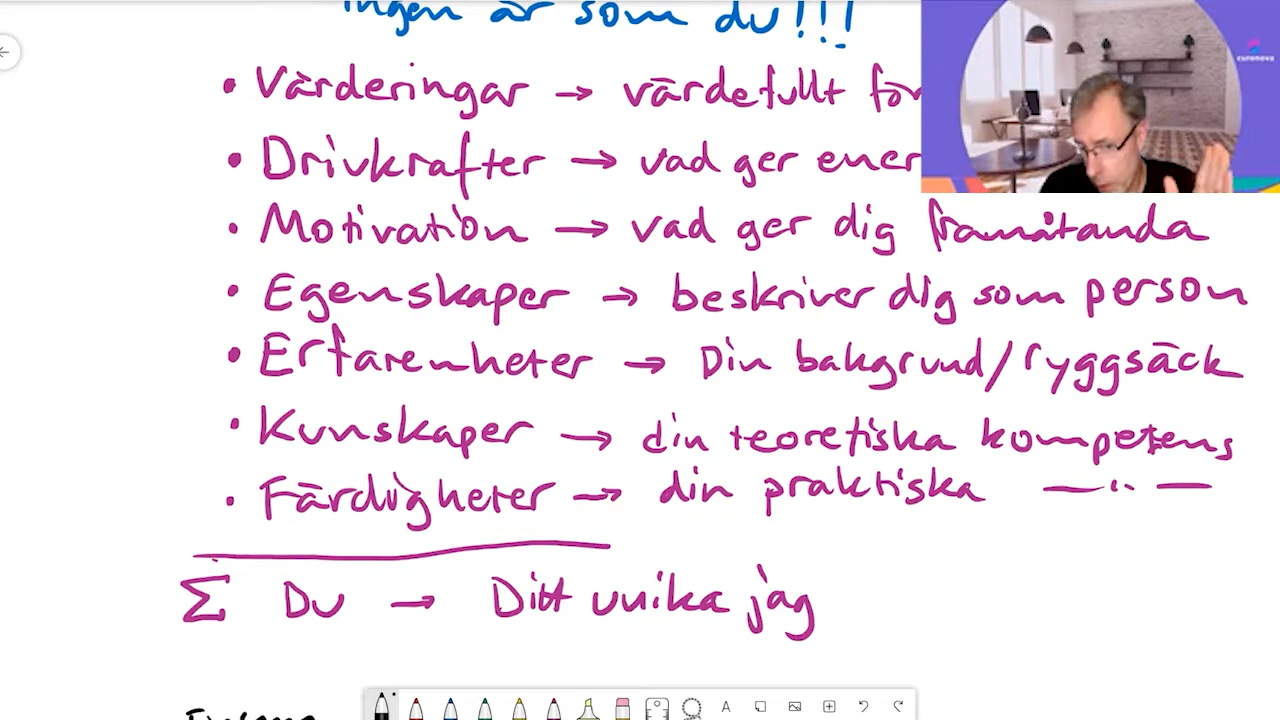 ingen är som du!!!
• Värderingar → värdefullt för
• Drivkrafter → vad ger ener
• Motivation → vad ger dig framåtanda
• Egenskaper → beskriver dig som person
• Erfarenheter → Din bakgrund/ryggsäck
• Kunskaper → din teoretiska kompetens
• Färdigheter → din praktiska —··—
Σ Du → Ditt unika jag
euronova
A